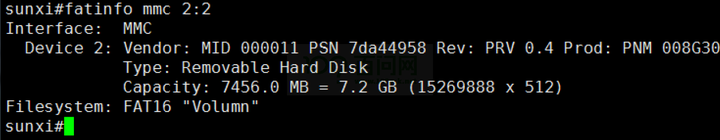 sunxi#fatinfo mmc 2:2
Interface:  MMC
  Device 2: Vendor: MID 000011 PSN 7da44958 Rev: PRV 0.4 Prod: PNM 008G30
            Type: Removable Hard Disk
            Capacity: 7456.0 MB = 7.2 GB (15269888 x 512)
Filesystem: FAT16 "Volumn"
sunxi#